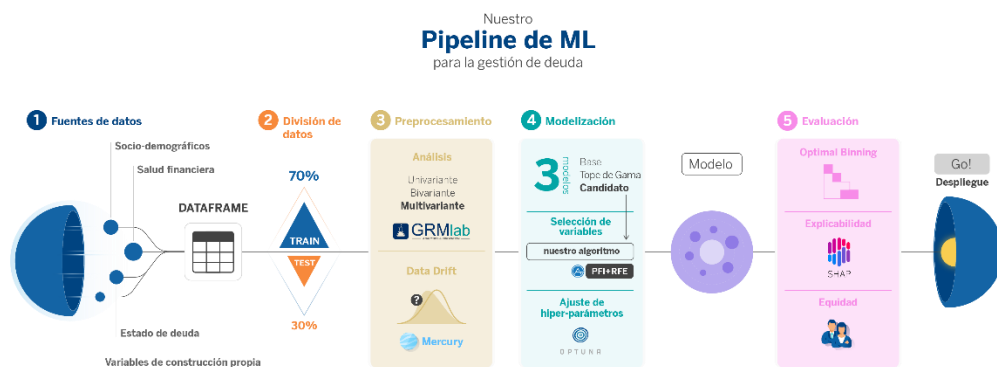 Nuestro
Pipeline de ML
para la gestión de deuda
1 Fuentes de datos
Socio-demográficos
Salud financiera
Estado de deuda
Variables de construcción propia
DATAFRAME
2 División de
datos
70%
TRAIN
TEST
30%
3 Preprocesamiento
Análisis
Univariante
Bivariante
Multivariante
GRMlab
Data Drift
?
Mercury
4 Modelización
3 modelos
Base
Tope de Gama
Candidato
Selección de
variables
nuestro algoritmo
PFI+RFE
Ajuste de
hiper-parámetros
OPTUNA
Modelo
5 Evaluación
Optimal Binning
Explicabilidad
SHAP
Equidad
Go!
Despliegue